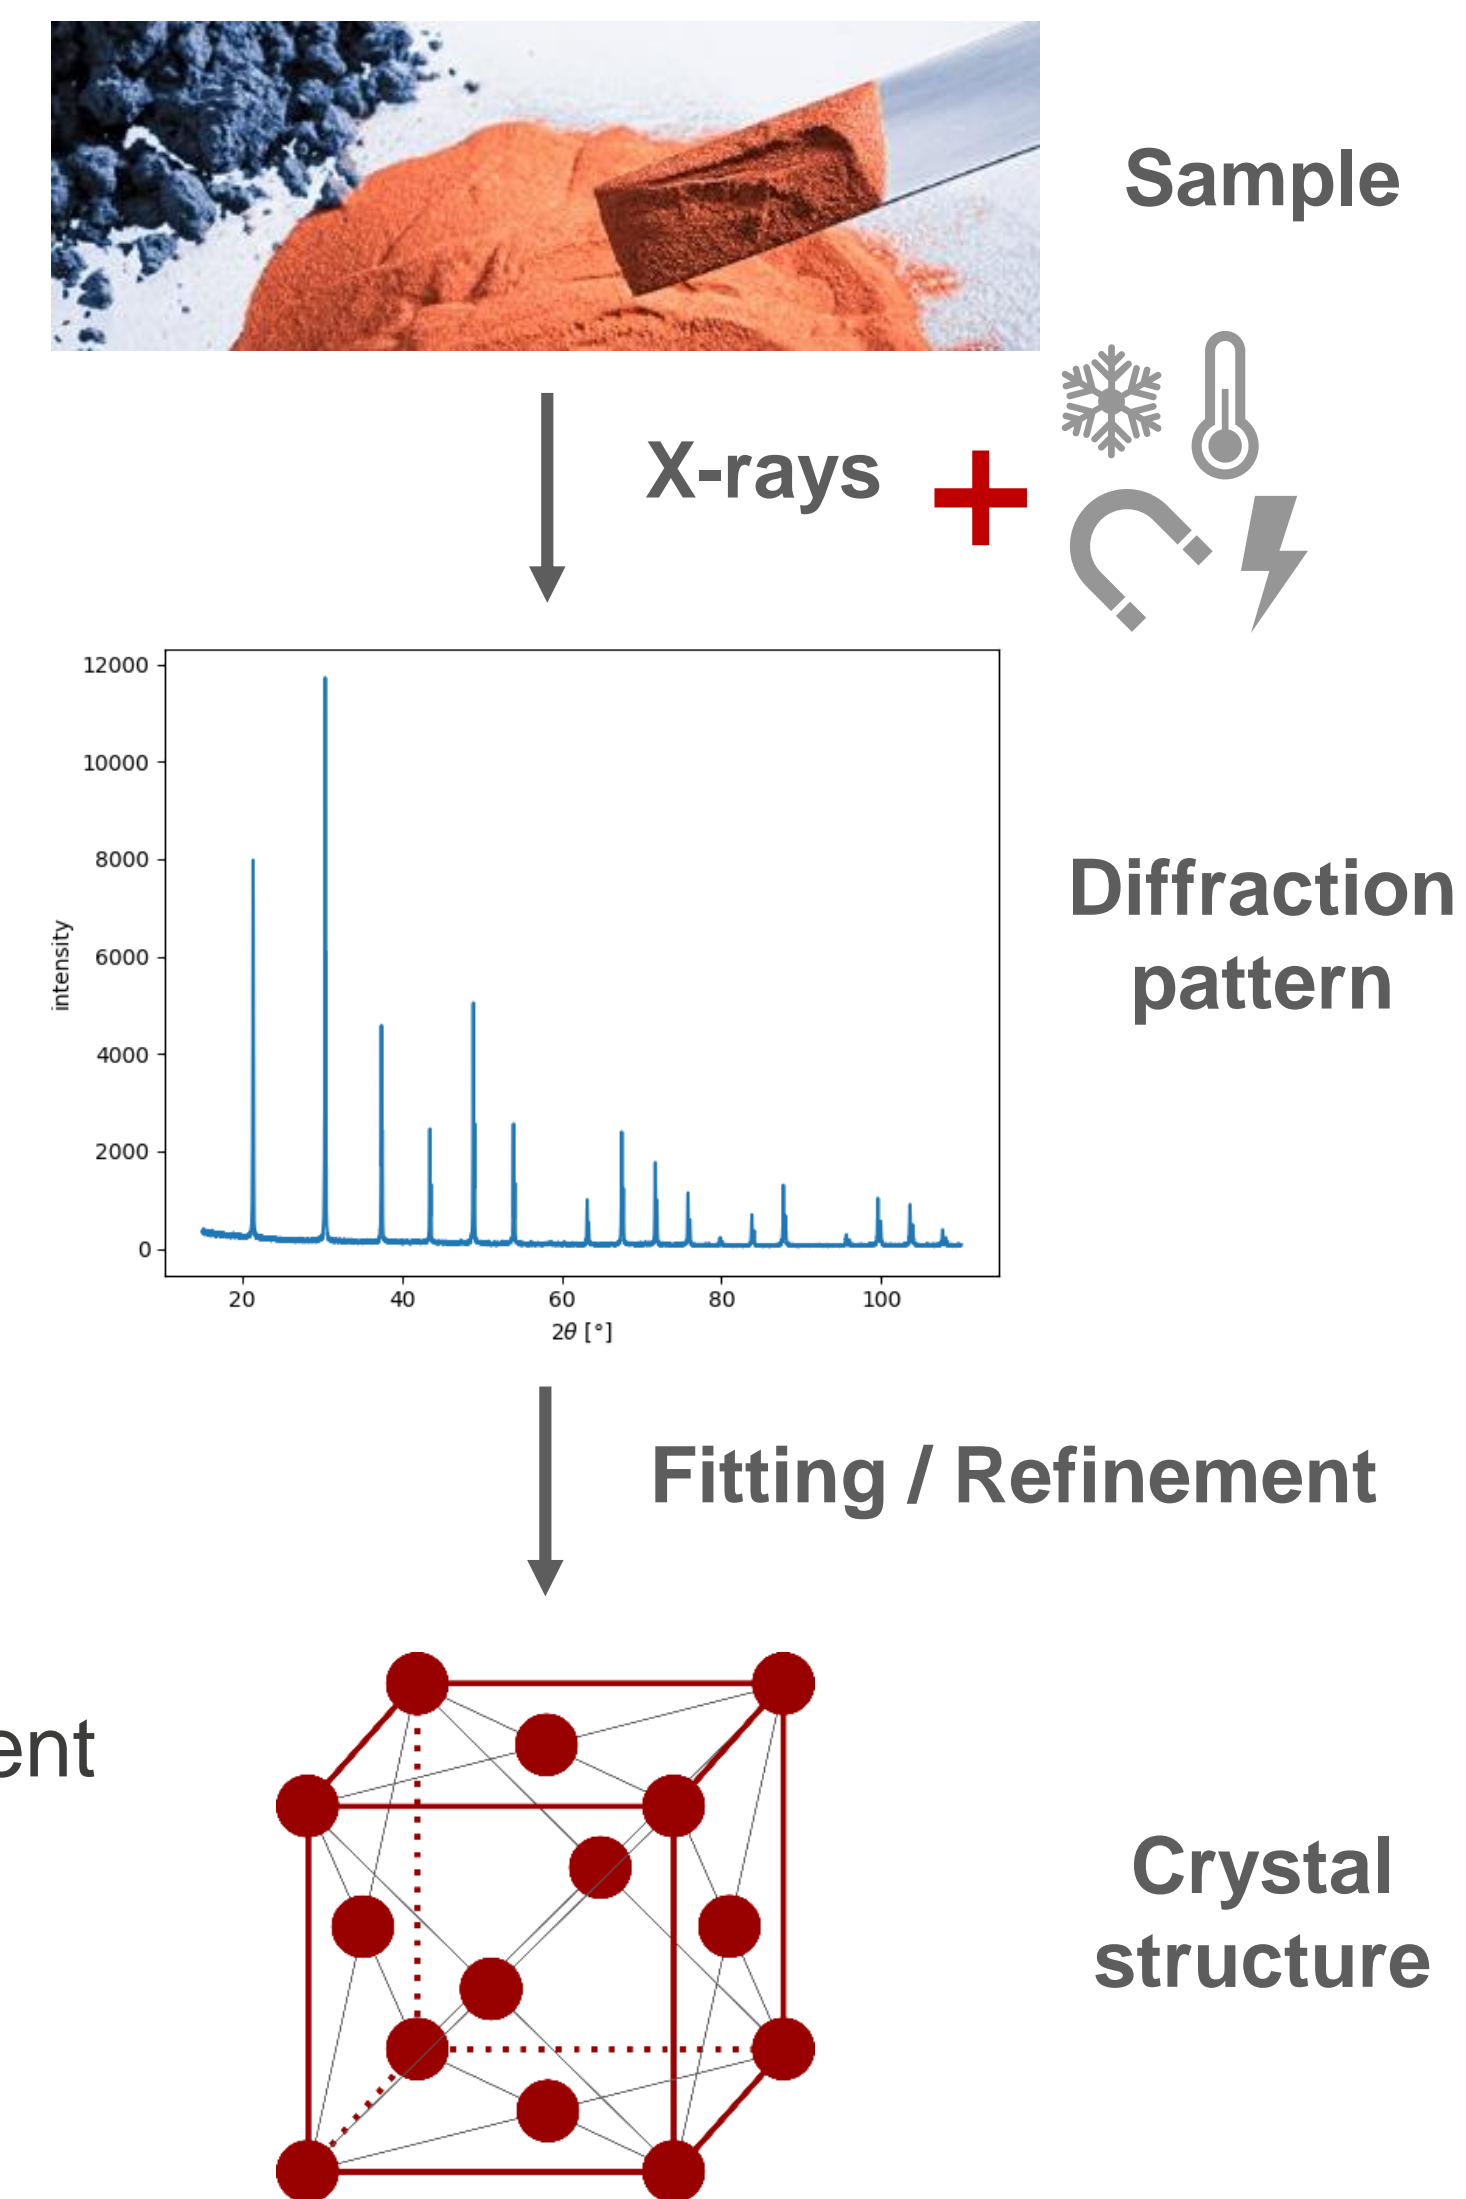 Sample
X-rays
12000
10000
8000
6000
4000
2000
0
intensity
20 40 60 80 100
2θ [°]
Diffraction
pattern
Fitting / Refinement
ent
Crystal
structure